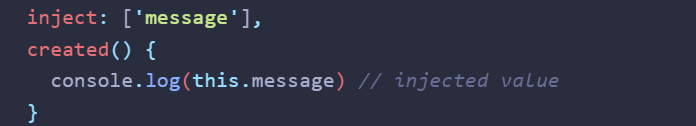 inject: ['message'],
created() {
  console.log(this.message) // injected value
}